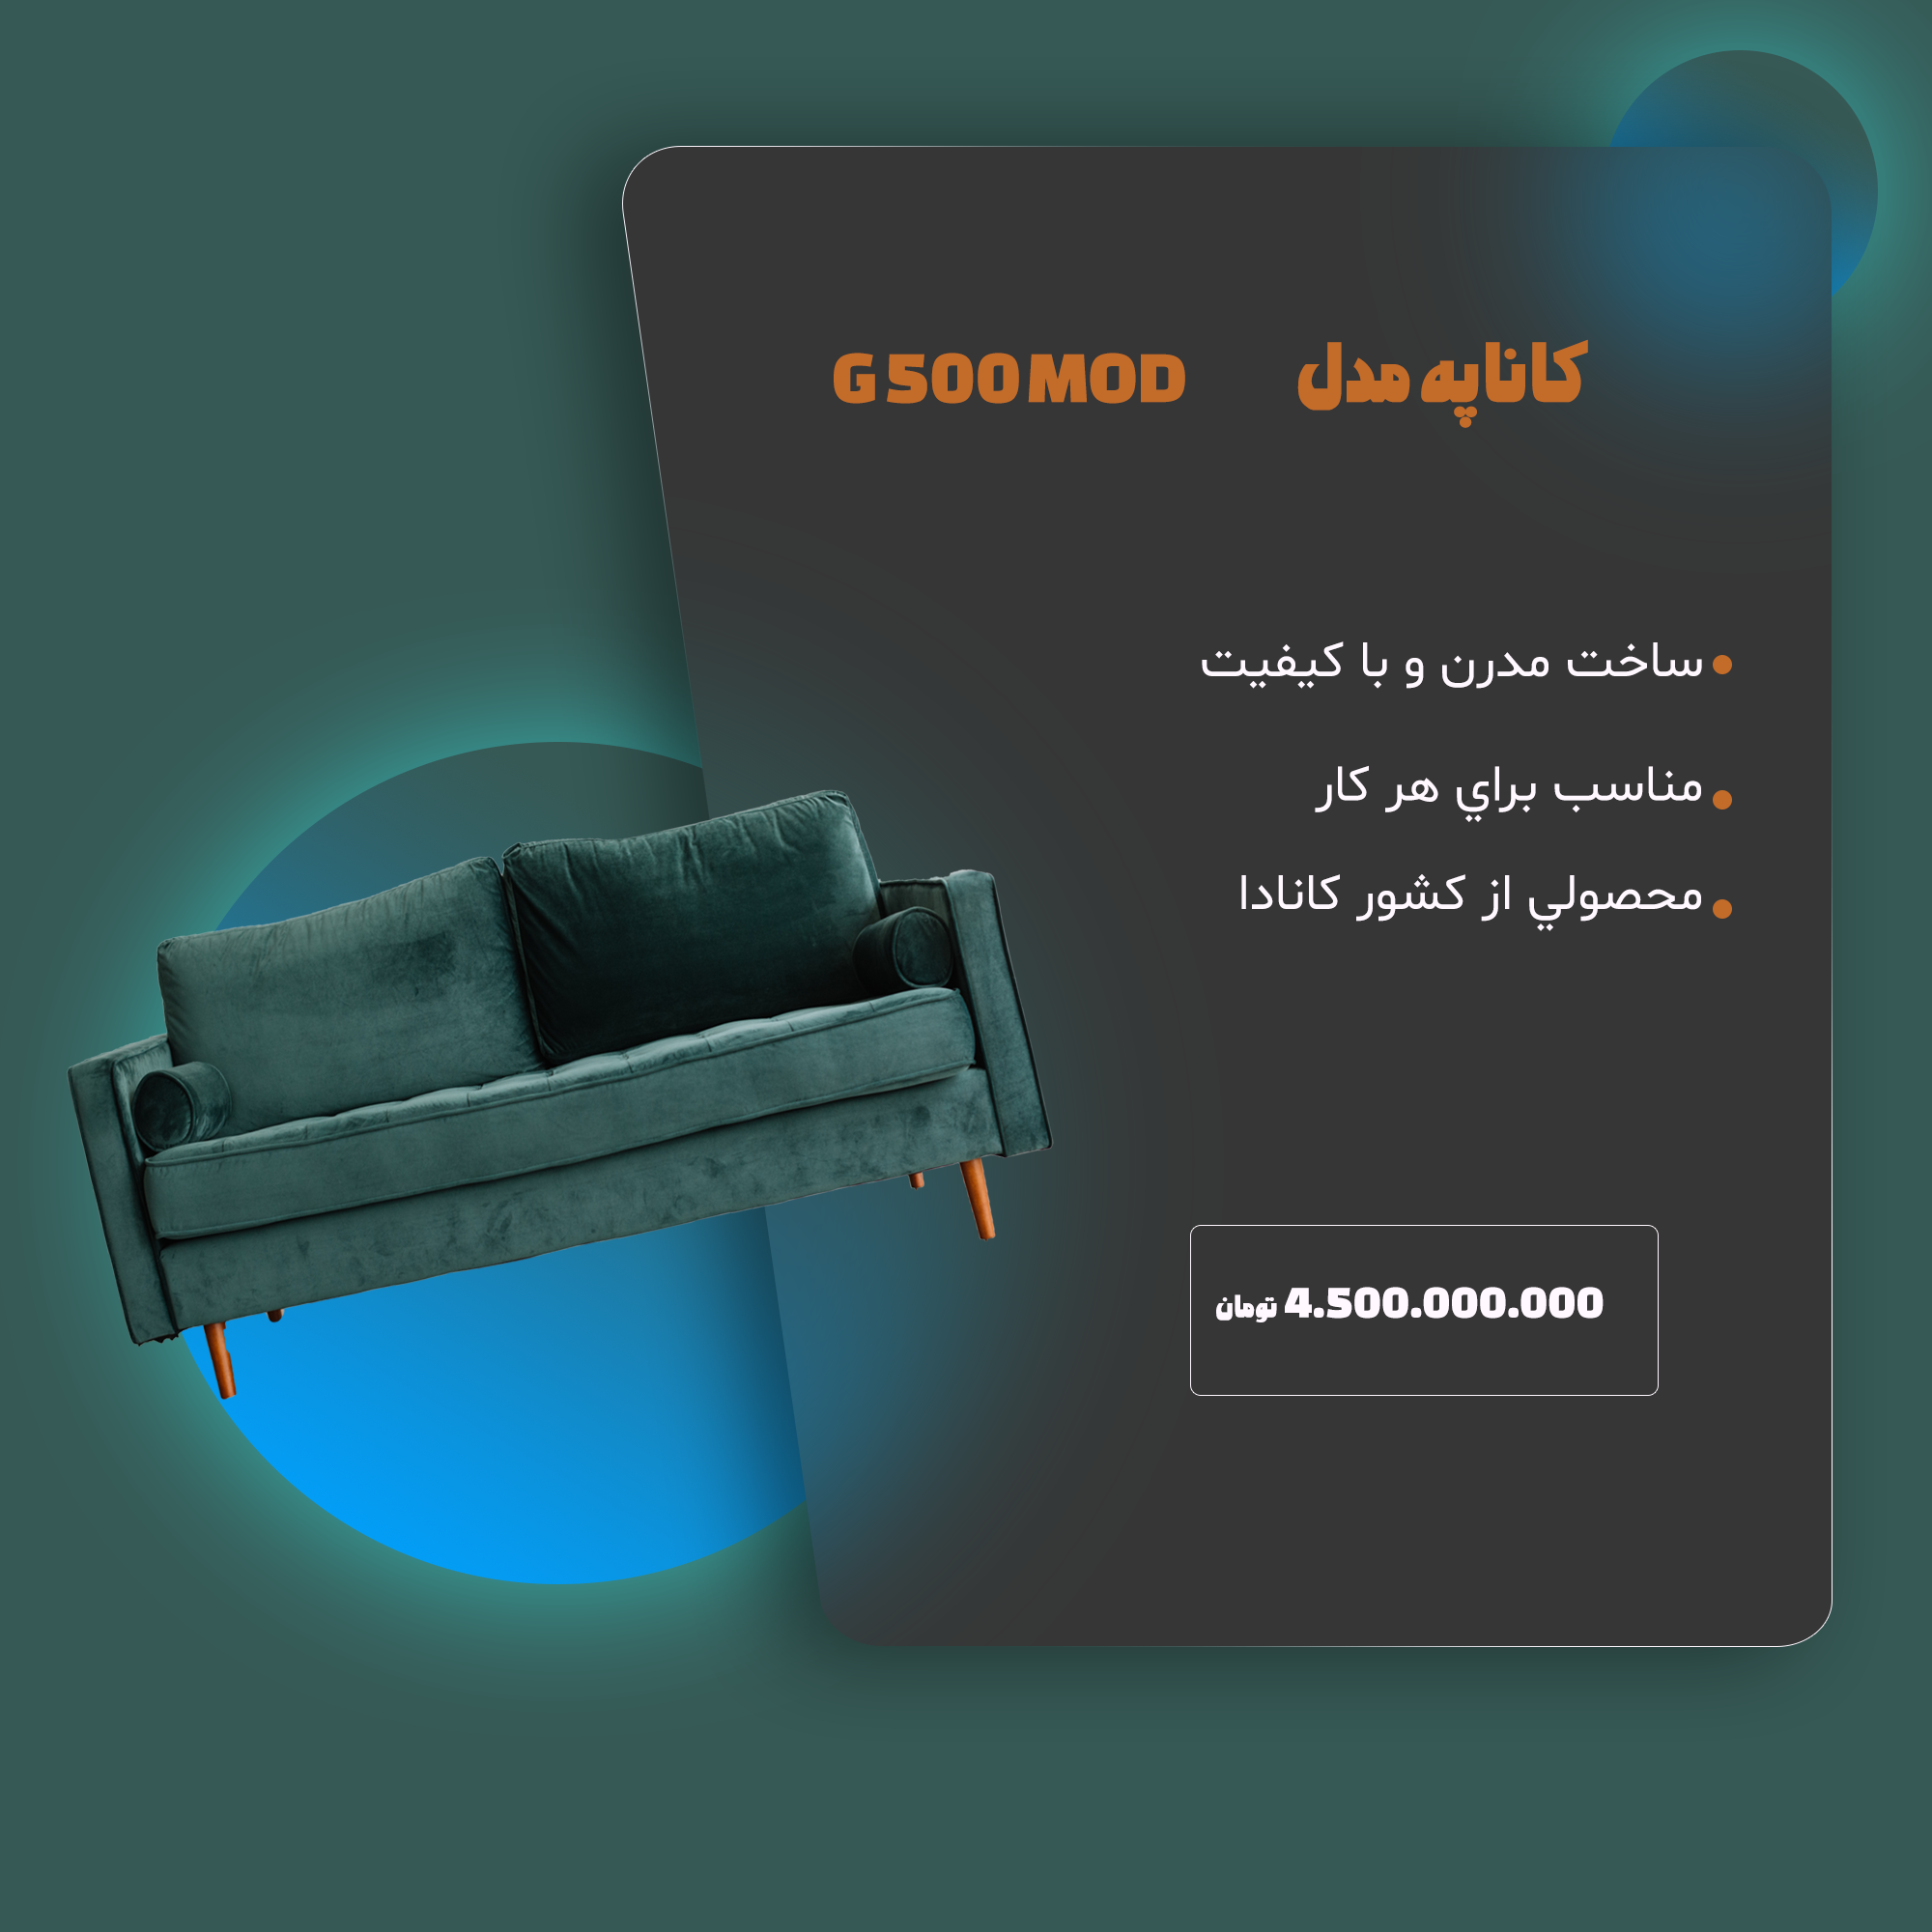 کاناپه مدل G 500 MOD
ساخت مدرن و با کيفيت
مناسب براي هر کار
محصولي از کشور کانادا
4.500.000.000 تومان